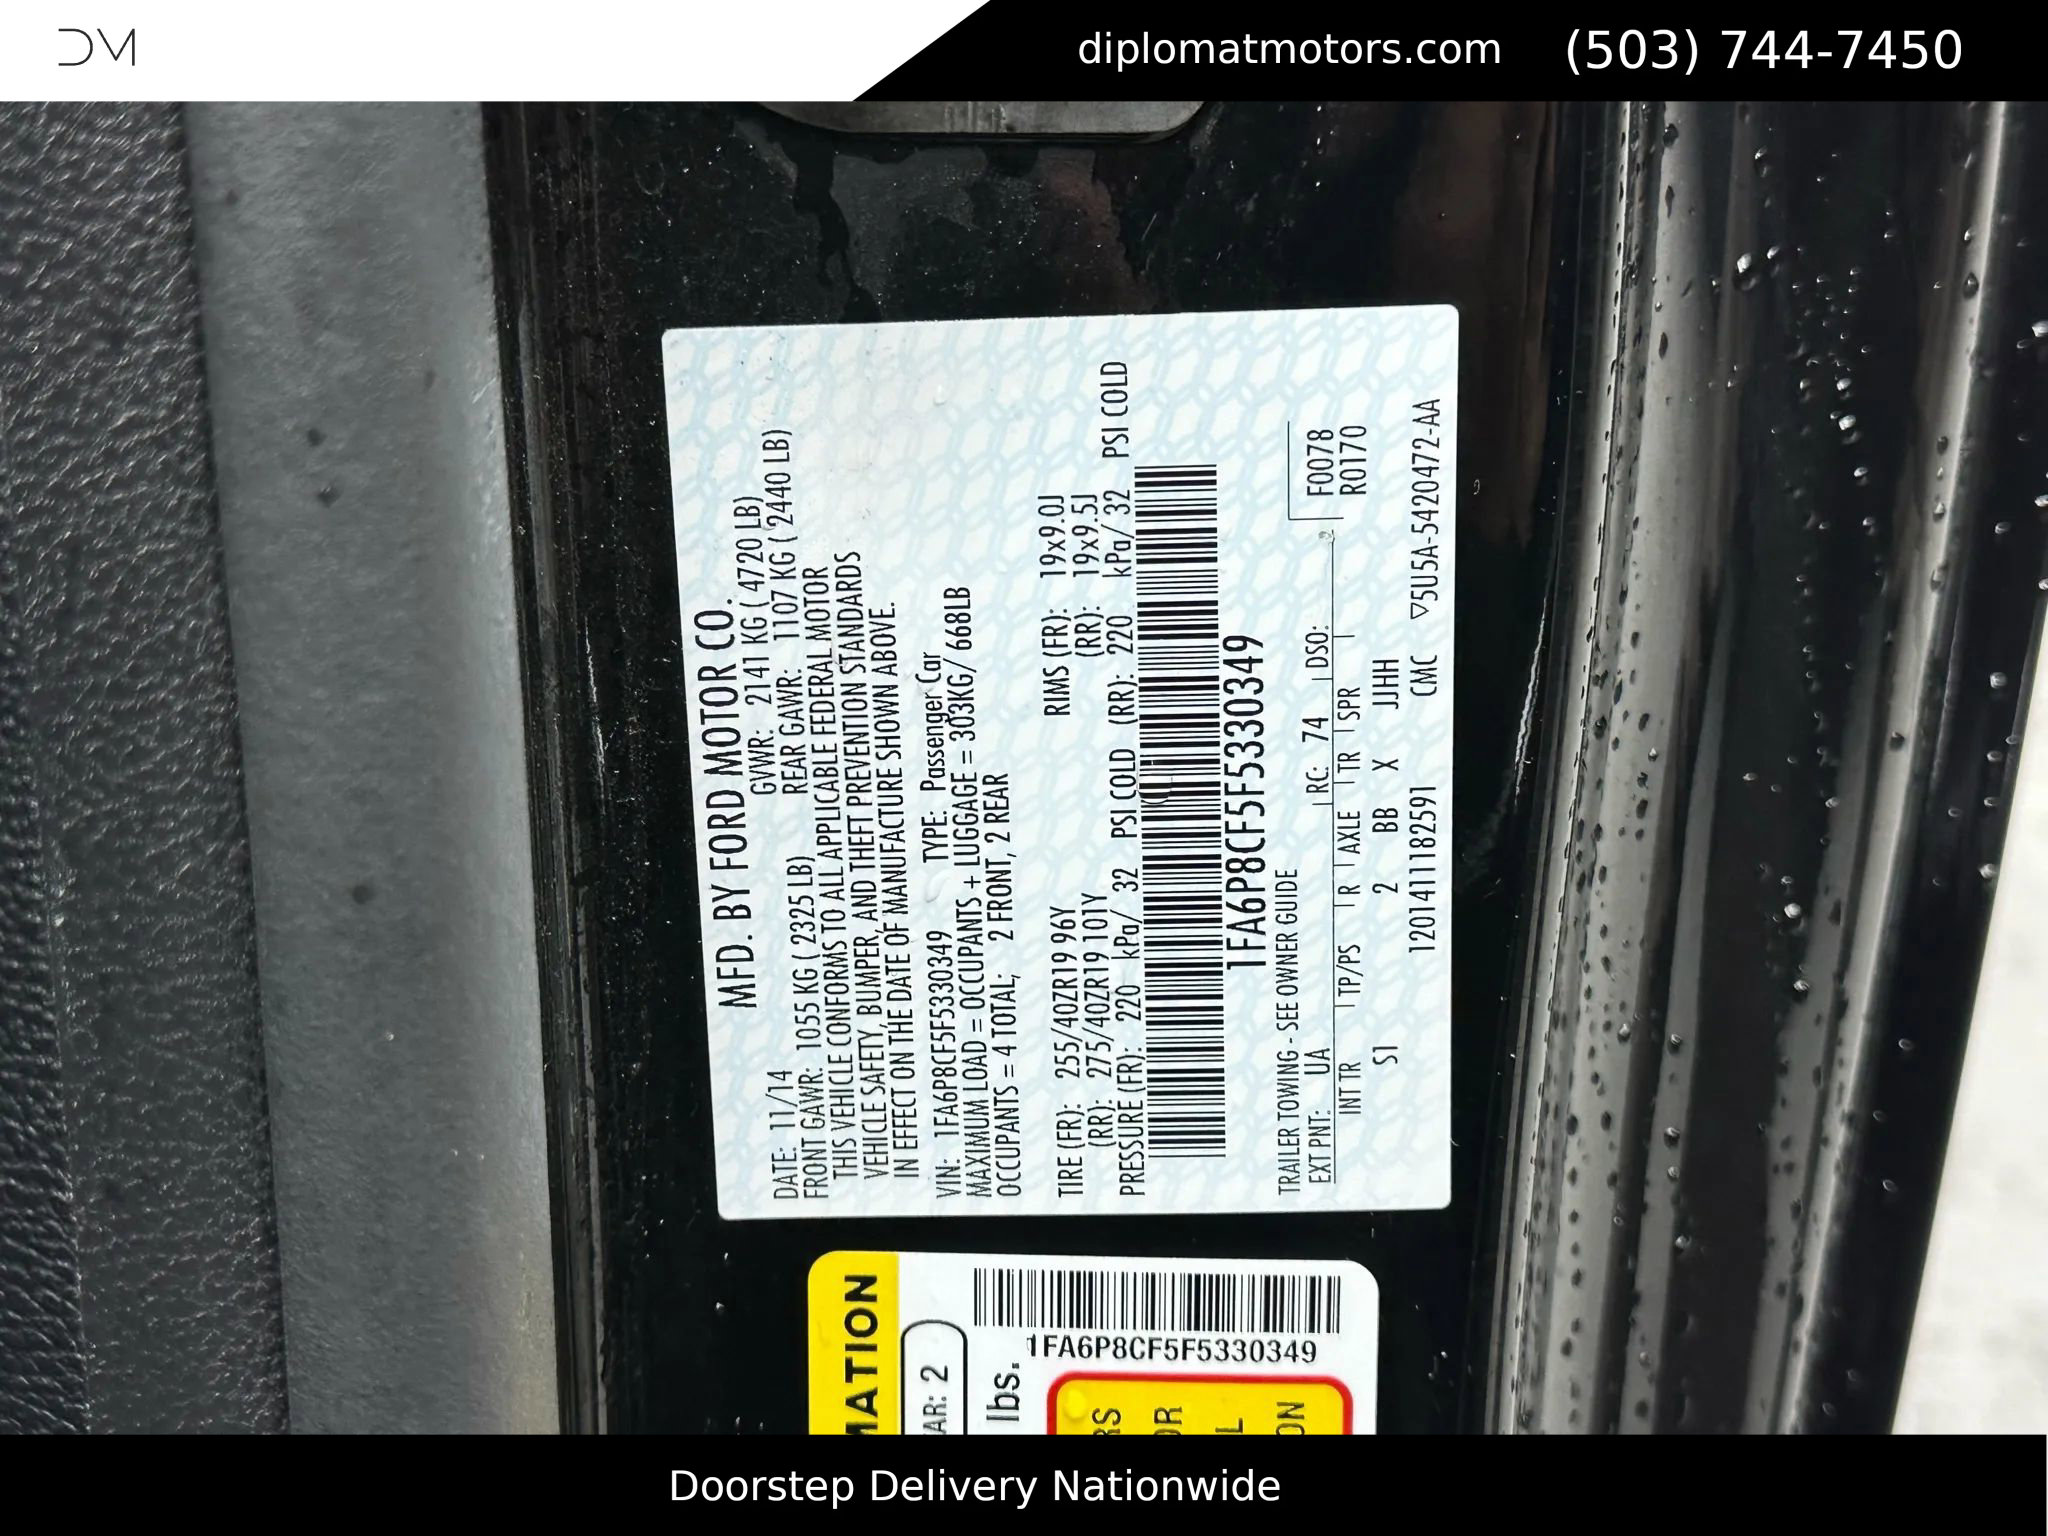 DM
diplomatmotors.com (503) 744-7450
MFD. BY FORD MOTOR CO.
DATE: 11/14 GVWR: 2141 KG ( 4720 LB)
FRONT GAWR: 1055 KG ( 2325 LB) REAR GAWR: 1107 KG ( 2440 LB)
THIS VEHICLE CONFORMS TO ALL APPLICABLE FEDERAL MOTOR
VEHICLE SAFETY, BUMPER, AND THEFT PREVENTION STANDARDS
IN EFFECT ON THE DATE OF MANUFACTURE SHOWN ABOVE.
VIN: 1FA6P8CF5F5330349 TYPE: Passenger Car
MAXIMUM LOAD = OCCUPANTS + LUGGAGE = 303KG/ 668LB
OCCUPANTS = 4 TOTAL; 2 FRONT, 2 REAR
TIRE (FR): 255/40ZR19 96Y RIMS (FR): 19x9.0J
(RR): 275/40ZR19 101Y (RR): 19x9.5J
PRESSURE (FR): 220 kPa/ 32 PSI COLD (RR): 220 kPa/ 32 PSI COLD
1FA6P8CF5F5330349
TRAILER TOWING - SEE OWNER GUIDE
EXT PNT: UA RC: 74 DSO: F0078
R0170
INT TR TP/PS R AXLE TR SPR
S1 2 BB X JJHH
1201411182591 CMC ▽5U5A-5420472-AA
MATION
AR: 2
lbs.
1FA6P8CF5F5330349
RS
OR
L
ON
Doorstep Delivery Nationwide